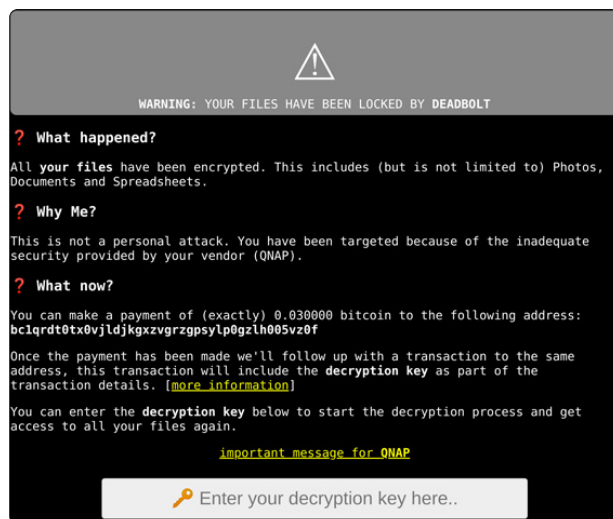 WARNING: YOUR FILES HAVE BEEN LOCKED BY DEADBOLT
❓ What happened?
All your files have been encrypted. This includes (but is not limited to) Photos,
Documents and Spreadsheets.
❓ Why Me?
This is not a personal attack. You have been targeted because of the inadequate
security provided by your vendor (QNAP).
❓ What now?
You can make a payment of (exactly) 0.030000 bitcoin to the following address:
bc1qrdt0tx0vjldjkgxzvgrzgpsylp0gzlh005vz0f
Once the payment has been made we'll follow up with a transaction to the same
address, this transaction will include the decryption key as part of the
transaction details. [more information]
You can enter the decryption key below to start the decryption process and get
access to all your files again.
important message for QNAP
Enter your decryption key here..